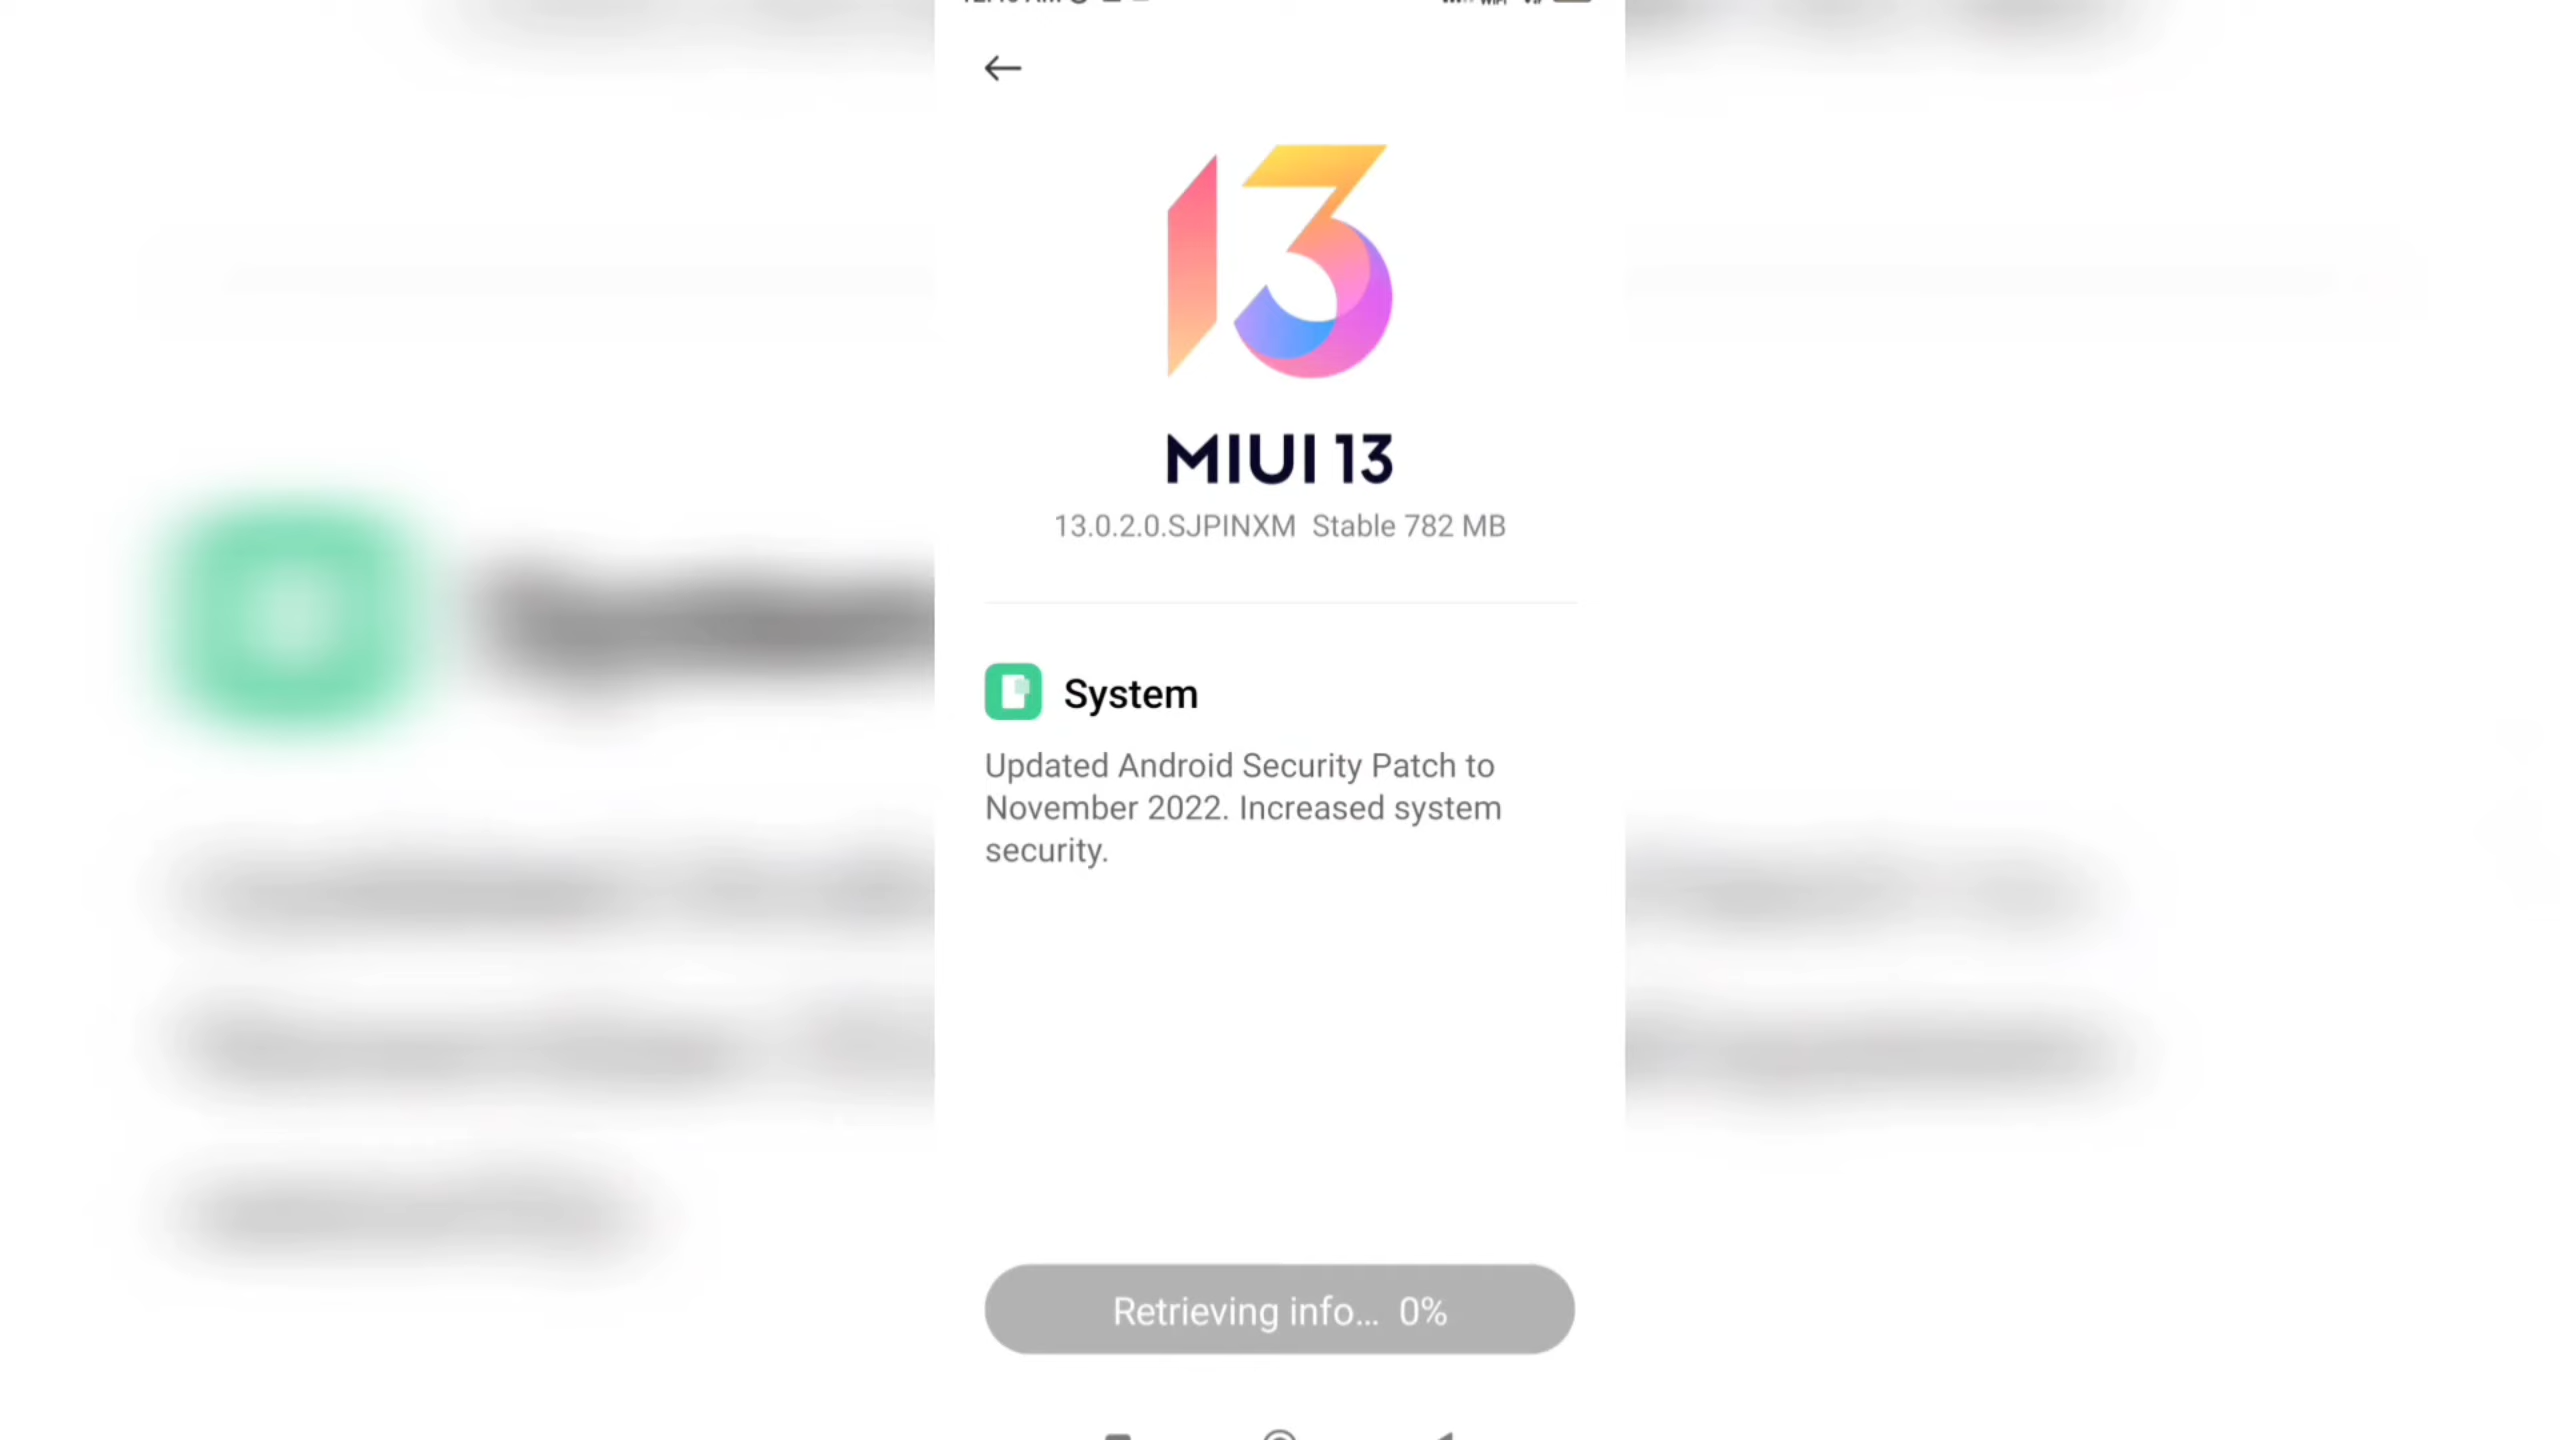 13
MIUI 13
13.0.2.0.SJPINXM Stable 782 MB
System
Updated Android Security Patch to
November 2022. Increased system
security.
Retrieving info... 0%